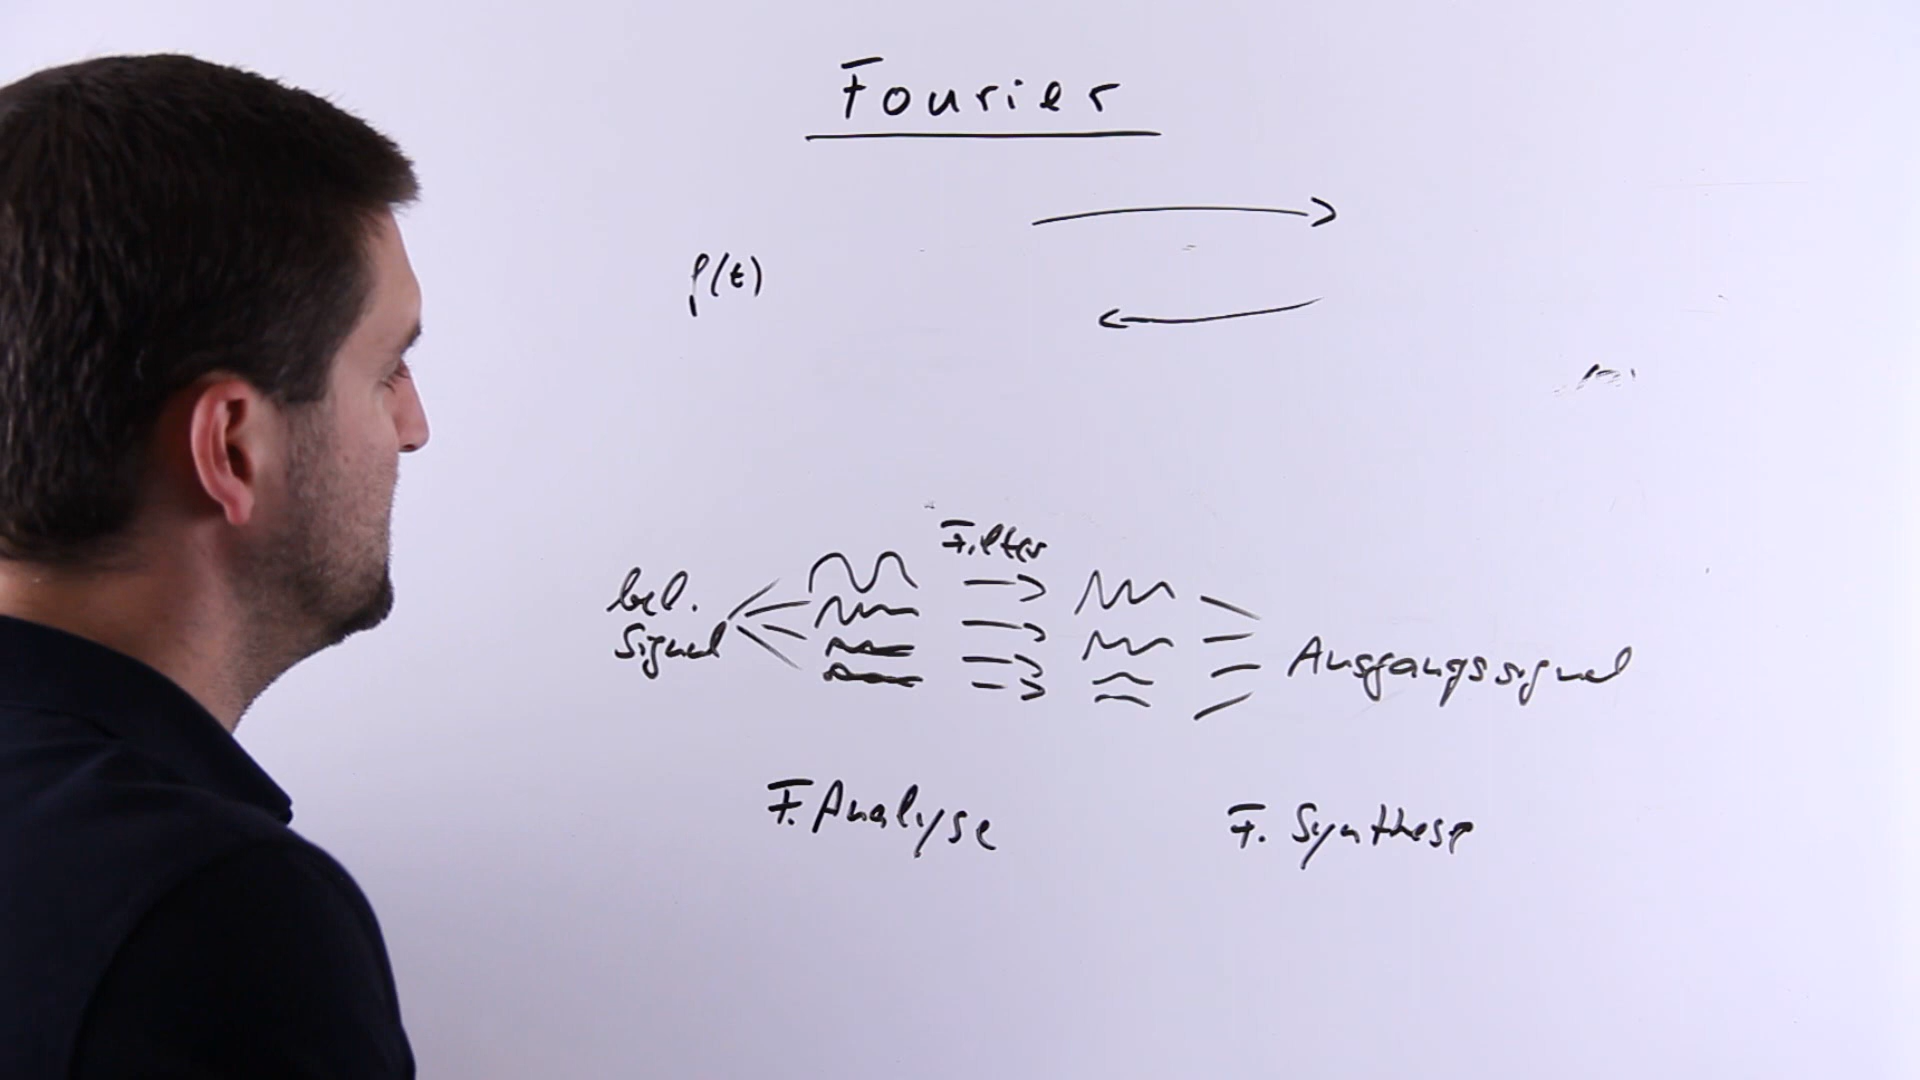 Fourier
f(t)
Filter
bel.
Signal
Ausgangssignal
F. Analyse
F. Synthese